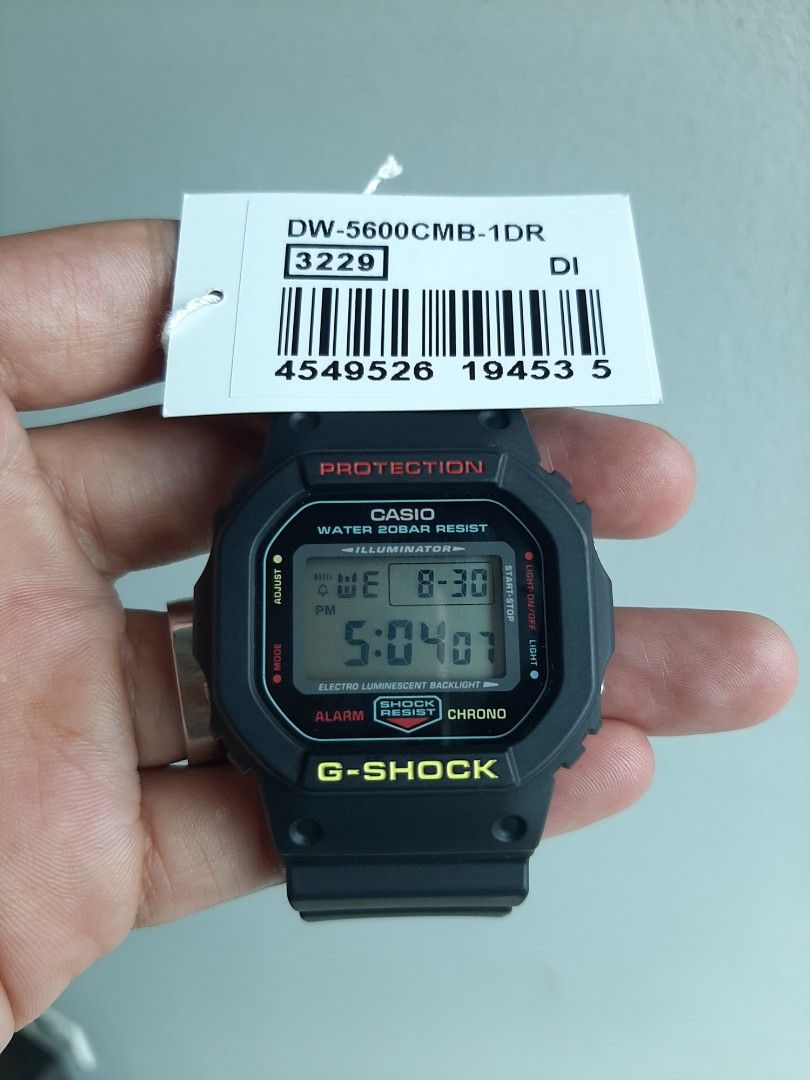 DW-5600CMB-1DR
3229 DI
4549526 19453 5
PROTECTION
CASIO
WATER 20BAR RESIST
ILLUMINATOR
ADJUST
MODE
WE 8-30
PM
5:04 07
START·STOP
LIGHT·ON/OFF
LIGHT
ELECTRO LUMINESCENT BACKLIGHT
ALARM
SHOCK
RESIST
CHRONO
G-SHOCK